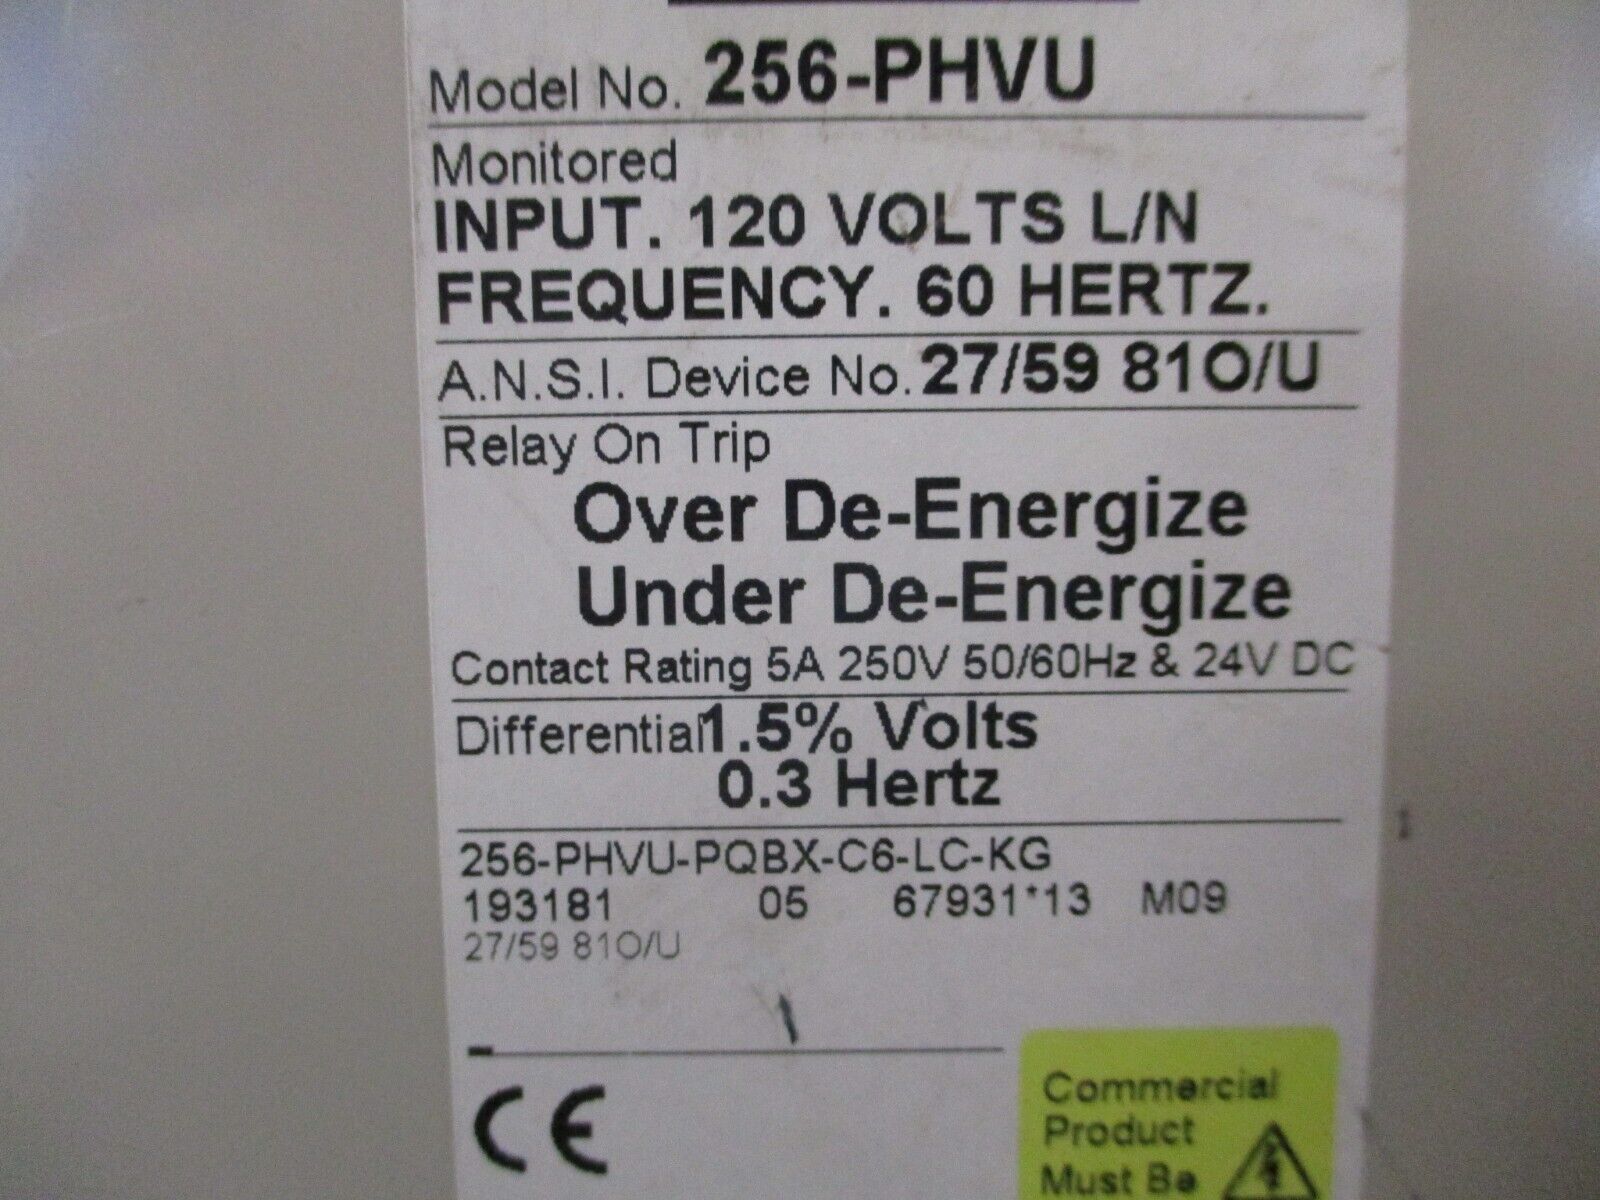 Model No. 256-PHVU
Monitored
INPUT. 120 VOLTS L/N
FREQUENCY. 60 HERTZ.
A.N.S.I. Device No. 27/59 81O/U
Relay On Trip
Over De-Energize
Under De-Energize
Contact Rating 5A 250V 50/60Hz & 24V DC
Differential 1.5% Volts
0.3 Hertz
256-PHVU-PQBX-C6-LC-KG
193181 05 67931*13 M09
27/59 81O/U
CE
Commercial
Product
Must Be